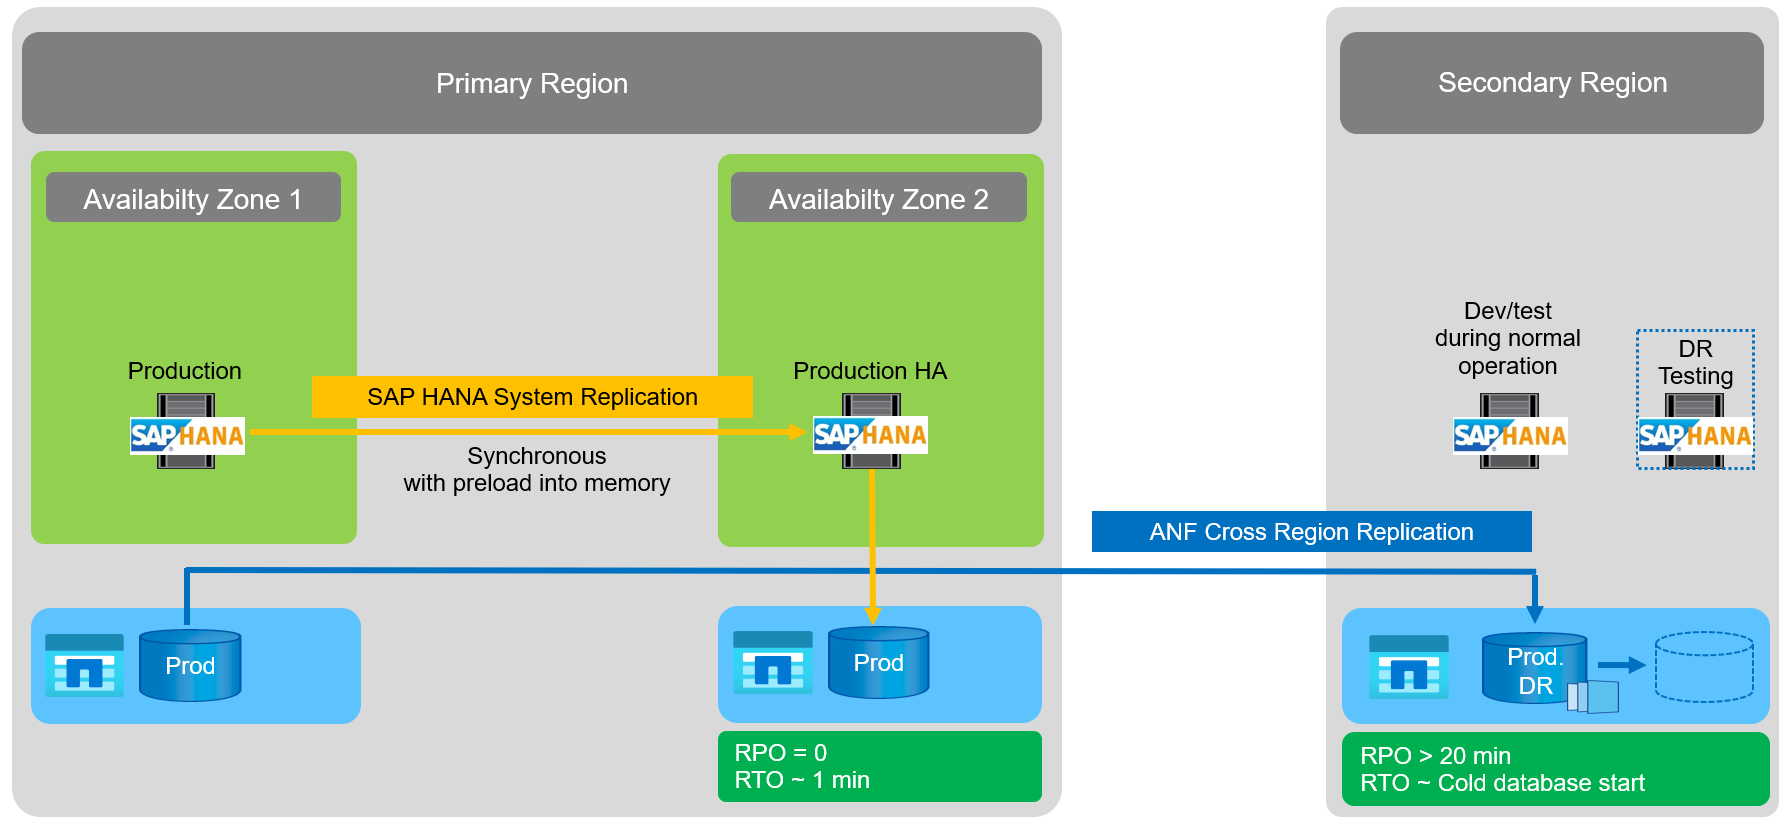 Primary Region
Secondary Region
Availabilty Zone 1
Availabilty Zone 2
Production
SAP HANA
®
SAP HANA System Replication
Synchronous
with preload into memory
Production HA
SAP HANA
®
Dev/test
during normal
operation
SAP HANA
®
DR
Testing
SAP HANA
®
ANF Cross Region Replication
Prod
Prod
Prod.
DR
RPO = 0
RTO ~ 1 min
RPO > 20 min
RTO ~ Cold database start